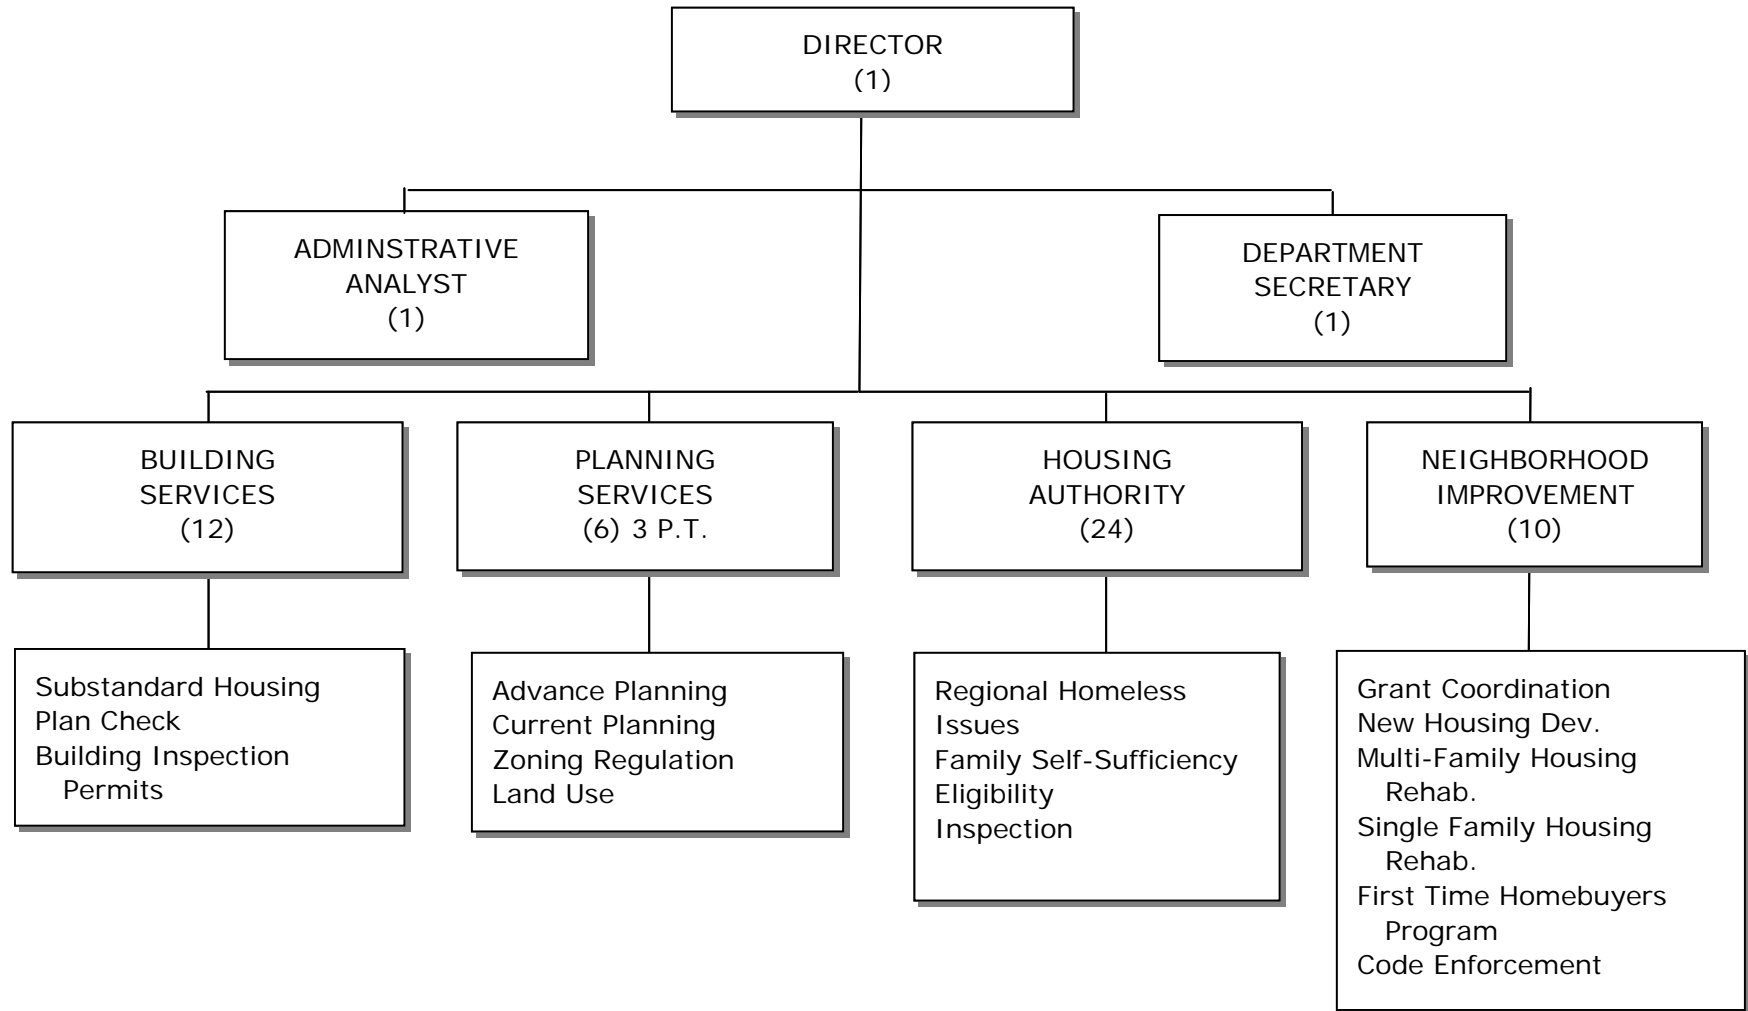 DIRECTOR
(1)
ADMINSTRATIVE
ANALYST
(1)
DEPARTMENT
SECRETARY
(1)
BUILDING
SERVICES
(12)
PLANNING
SERVICES
(6) 3 P.T.
HOUSING
AUTHORITY
(24)
NEIGHBORHOOD
IMPROVEMENT
(10)
Substandard Housing
Plan Check
Building Inspection
Permits
Advance Planning
Current Planning
Zoning Regulation
Land Use
Regional Homeless
Issues
Family Self-Sufficiency
Eligibility
Inspection
Grant Coordination
New Housing Dev.
Multi-Family Housing
Rehab.
Single Family Housing
Rehab.
First Time Homebuyers
Program
Code Enforcement